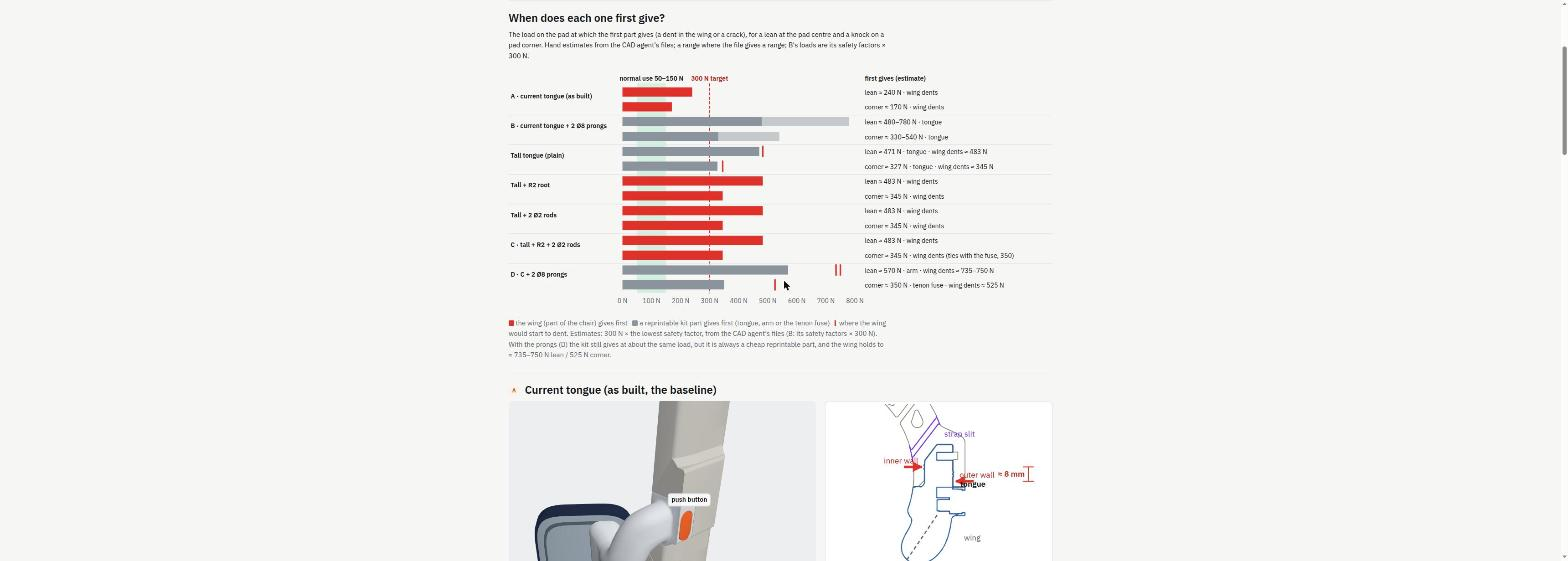 When does each one first give?
The load on the pad at which the first part gives (a dent in the wing or a crack), for a lean at the pad centre and a knock on a
pad corner. Hand estimates from the CAD agent's files; a range where the file gives a range; B's loads are its safety factors ×
300 N.
normal use 50–150 N 300 N target first gives (estimate)
A · current tongue (as built)
lean ≈ 240 N · wing dents
corner ≈ 170 N · wing dents
B · current tongue + 2 Ø8 prongs
lean ≈ 480–780 N · tongue
corner ≈ 330–540 N · tongue
Tall tongue (plain)
lean ≈ 471 N · tongue · wing dents ≈ 483 N
corner ≈ 327 N · tongue · wing dents ≈ 345 N
Tall + R2 root
lean ≈ 483 N · wing dents
corner ≈ 345 N · wing dents
Tall + 2 Ø2 rods
lean ≈ 483 N · wing dents
corner ≈ 345 N · wing dents
C · tall + R2 + 2 Ø2 rods
lean ≈ 483 N · wing dents
corner ≈ 345 N · wing dents (ties with the fuse, 350)
D · C + 2 Ø8 prongs
lean ≈ 570 N · arm · wing dents ≈ 735–750 N
corner ≈ 350 N · tenon fuse · wing dents ≈ 525 N
0 N 100 N 200 N 300 N 400 N 500 N 600 N 700 N 800 N
the wing (part of the chair) gives first a reprintable kit part gives first (tongue, arm or the tenon fuse) where the wing
would start to dent. Estimates: 300 N × the lowest safety factor, from the CAD agent's files (B: its safety factors × 300 N).
With the prongs (D) the kit still gives at about the same load, but it is always a cheap reprintable part, and the wing holds to
≈ 735–750 N lean / 525 N corner.
A Current tongue (as built, the baseline)
push button
strap slit
inner wall
outer wall ≈ 8 mm
tongue
wing